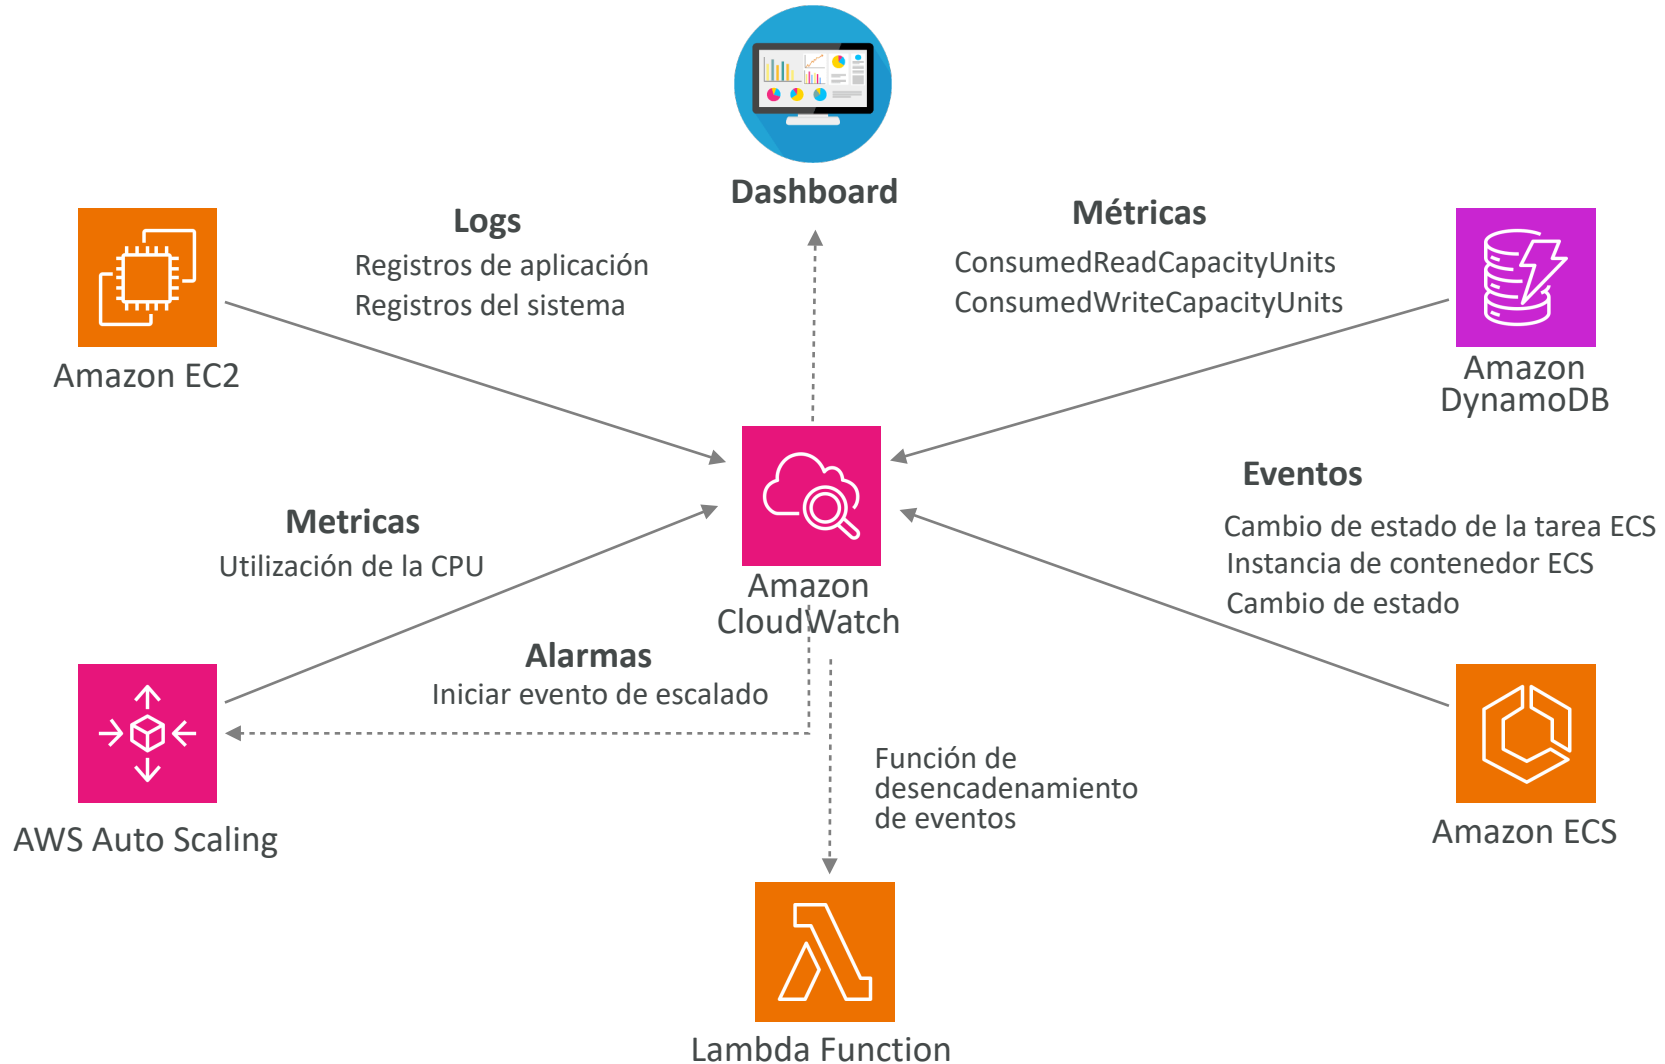 Dashboard
Logs
Registros de aplicación
Registros del sistema
Métricas
ConsumedReadCapacityUnits
ConsumedWriteCapacityUnits
Amazon EC2
Amazon
DynamoDB
Metricas
Utilización de la CPU
Eventos
Cambio de estado de la tarea ECS
Instancia de contenedor ECS
Cambio de estado
Amazon
CloudWatch
Alarmas
Iniciar evento de escalado
AWS Auto Scaling
Función de
desencadenamiento
de eventos
Amazon ECS
Lambda Function